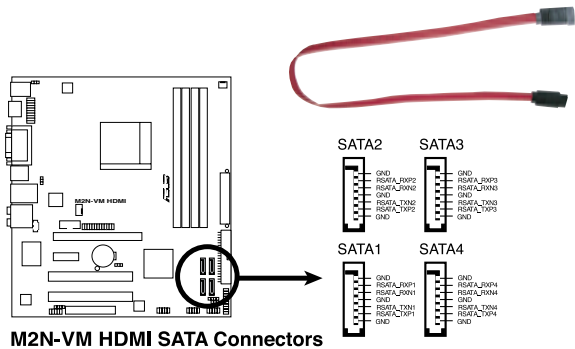 SATA2
GND
RSATA_RXP2
RSATA_RXN2
GND
RSATA_TXN2
RSATA_TXP2
GND
SATA3
GND
RSATA_RXP3
RSATA_RXN3
GND
RSATA_TXN3
RSATA_TXP3
GND
M2N-VM HDMI
SATA1
GND
RSATA_RXP1
RSATA_RXN1
GND
RSATA_TXN1
RSATA_TXP1
GND
SATA4
GND
RSATA_RXP4
RSATA_RXN4
GND
RSATA_TXN4
RSATA_TXP4
GND
M2N-VM HDMI SATA Connectors